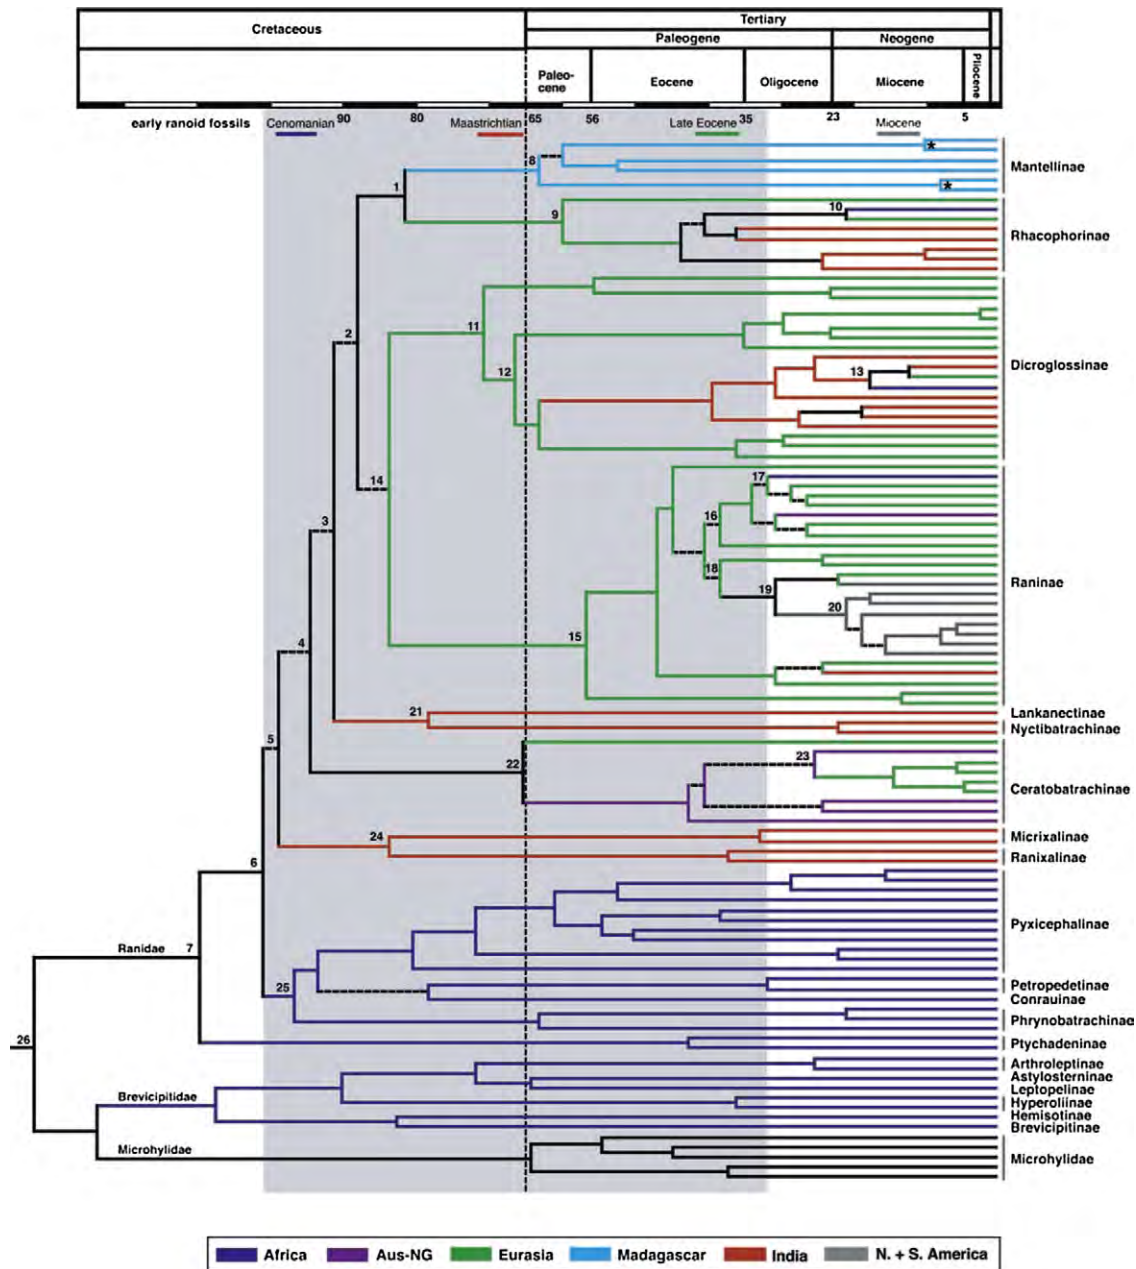 Tertiary
Cretaceous
Paleogene Neogene
Paleo-
cene Eocene Oligocene Miocene Pliocene
early ranoid fossils Cenomanian 90 80 Maastrichtian 65 56 Late Eocene 35 Miocene 23 5
8 * Mantellinae
1 *
9 10 Rhacophorinae
2 11
12 13 Dicroglossinae
14 17
3 16
18
19 20 Raninae
15
4
21 Lankanectinae
Nyctibatrachinae
5 22 23
Ceratobatrachinae
24 Micrixalinae
Ranixalinae
6
Pyxicephalinae
Ranidae 7
25 Petropedetinae
Conrauinae
Phrynobatrachinae
26 Ptychadeninae
Arthroleptinae
Astylosterninae
Leptopelinae
Brevicipitidae Hyperoliinae
Hemisotinae
Brevicipitinae
Microhylidae Microhylidae
Africa Aus-NG Eurasia Madagascar India N. + S. America